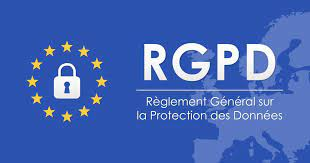 RGPD
Règlement Général sur
la Protection des Données